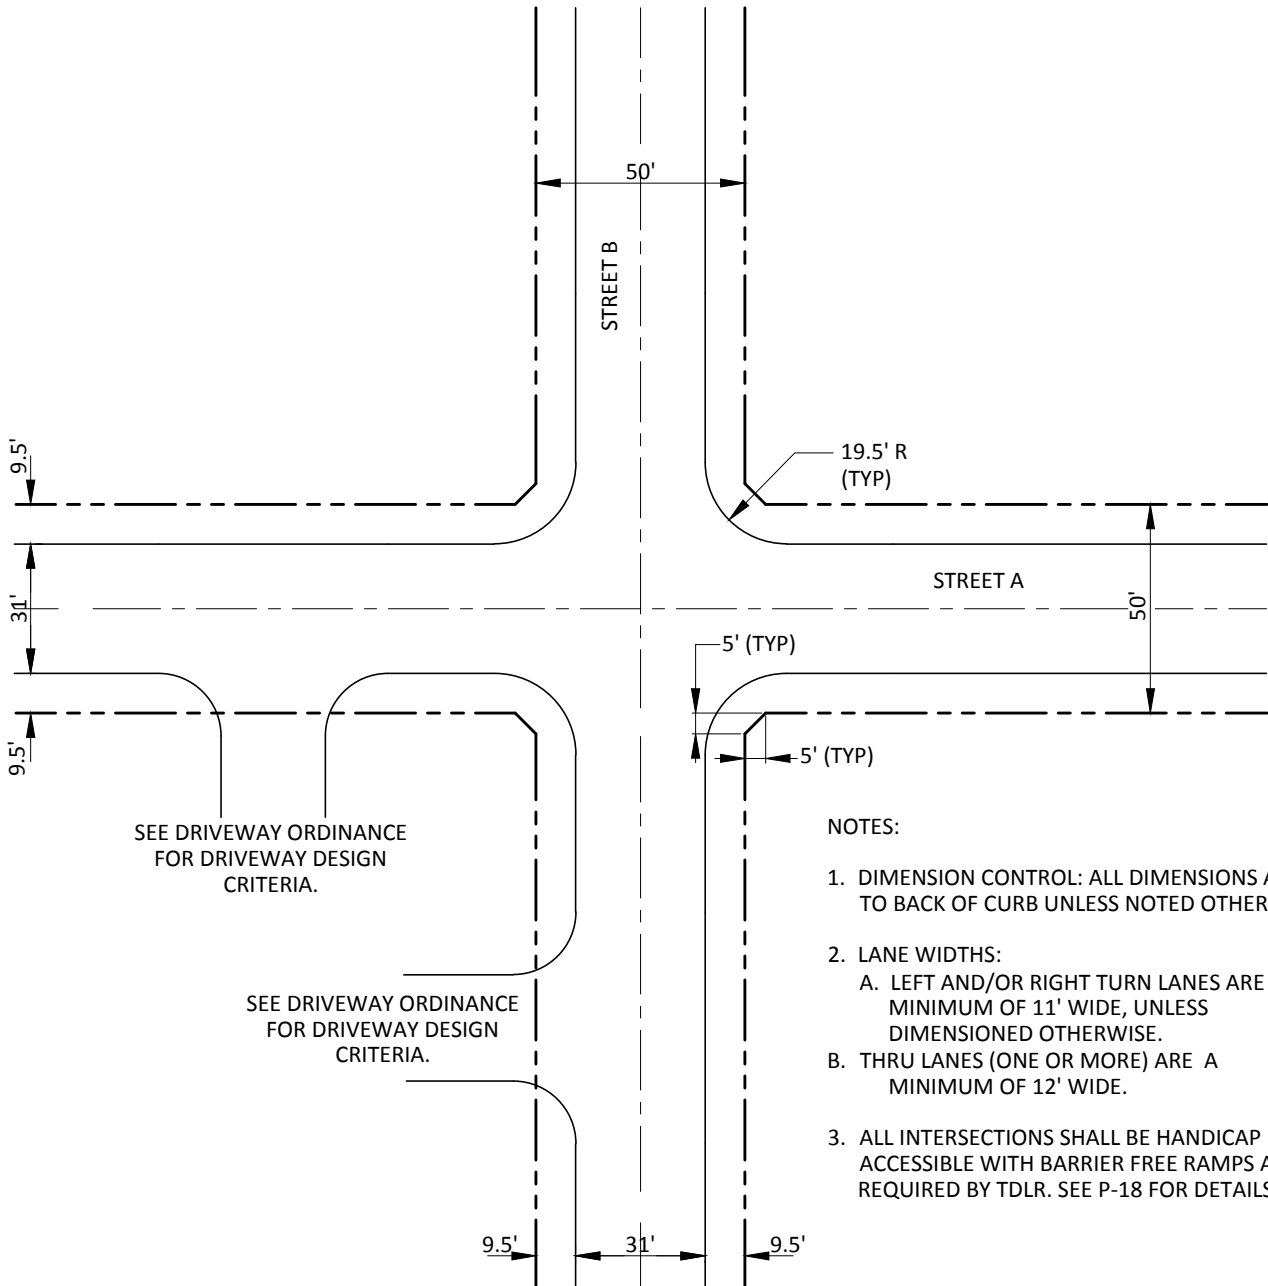 50'
STREET B
19.5' R
(TYP)
9.5'
STREET A
31'
50'
5' (TYP)
9.5'
5' (TYP)
SEE DRIVEWAY ORDINANCE
FOR DRIVEWAY DESIGN
CRITERIA.
SEE DRIVEWAY ORDINANCE
FOR DRIVEWAY DESIGN
CRITERIA.
NOTES:
1. DIMENSION CONTROL: ALL DIMENSIONS
TO BACK OF CURB UNLESS NOTED
2. LANE WIDTHS:
A. LEFT AND/OR RIGHT TURN LANES ARE
MINIMUM OF 11' WIDE, UNLESS
DIMENSIONED OTHERWISE.
B. THRU LANES (ONE OR MORE) ARE A
MINIMUM OF 12' WIDE.
3. ALL INTERSECTIONS SHALL BE HANDICAP
ACCESSIBLE WITH BARRIER FREE RAMPS
REQUIRED BY TDLR. SEE P-18 FOR DETAILS
9.5'
31'
9.5'